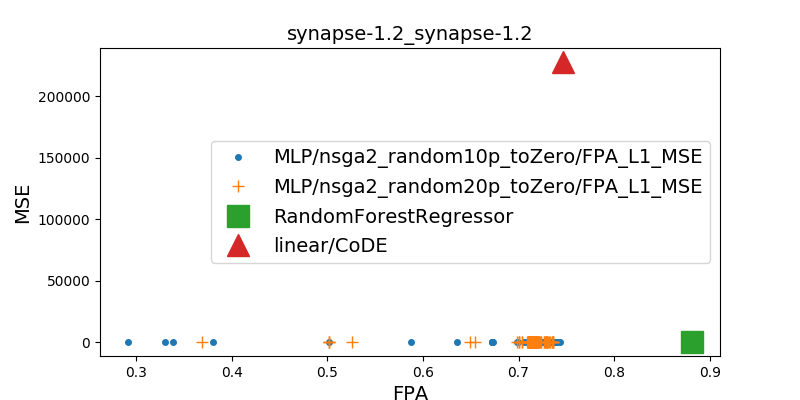 synapse-1.2_synapse-1.2
MSE
200000
150000
100000
50000
0
MLP/nsga2_random10p_toZero/FPA_L1_MSE
MLP/nsga2_random20p_toZero/FPA_L1_MSE
RandomForestRegressor
linear/CoDE
0.3 0.4 0.5 0.6 0.7 0.8 0.9
FPA